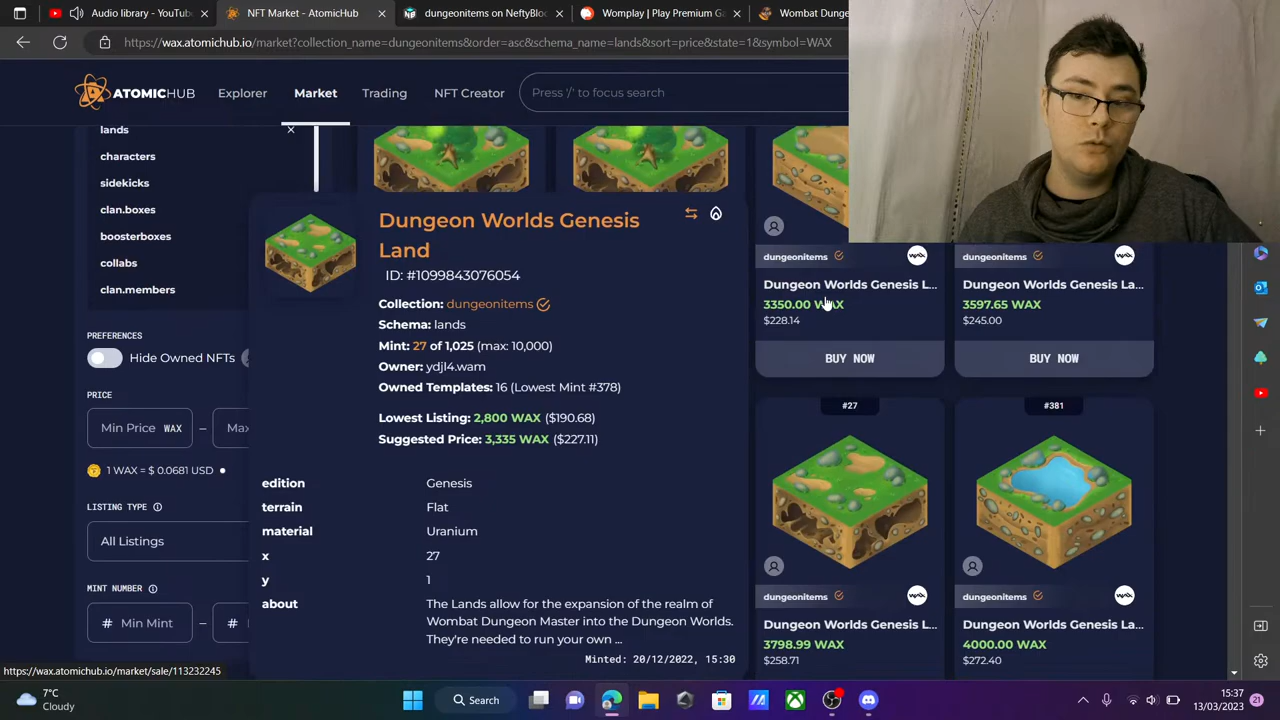 Audio library - YouTube
NFT Market - AtomicHub
dungeonitems on NeftyBloc
Womplay | Play Premium G
Wombat Dunge
https://wax.atomichub.io/market?collection_name=dungeonitems&order=asc&schema_name=lands&sort=price&state=1&symbol=WAX
ATOMICHUB
Explorer
Market
Trading
NFT Creator
Press '/' to focus search
lands
characters
sidekicks
clan.boxes
boosterboxes
collabs
clan.members
PREFERENCES
Hide Owned NFTs
PRICE
Min Price WAX
Max
1 WAX = $ 0.0681 USD
LISTING TYPE
All Listings
MINT NUMBER
# Min Mint
#
https://wax.atomichub.io/market/sale/113232245
Dungeon Worlds Genesis
Land
ID: #1099843076054
Collection: dungeonitems
Schema: lands
Mint: 27 of 1,025 (max: 10,000)
Owner: ydjl4.wam
Owned Templates: 16 (Lowest Mint #378)
Lowest Listing: 2,800 WAX ($190.68)
Suggested Price: 3,335 WAX ($227.11)
edition Genesis
terrain Flat
material Uranium
x 27
y 1
about The Lands allow for the expansion of the realm of
Wombat Dungeon Master into the Dungeon Worlds.
They're needed to run your own ...
Minted: 20/12/2022, 15:30
dungeonitems
Dungeon Worlds Genesis L...
3350.00 WAX
$228.14
BUY NOW
dungeonitems
Dungeon Worlds Genesis La...
3597.65 WAX
$245.00
BUY NOW
#27
dungeonitems
Dungeon Worlds Genesis L...
3798.99 WAX
$258.71
#381
dungeonitems
Dungeon Worlds Genesis La...
4000.00 WAX
$272.40
7°C
Cloudy
Search
15:37
13/03/2023
21